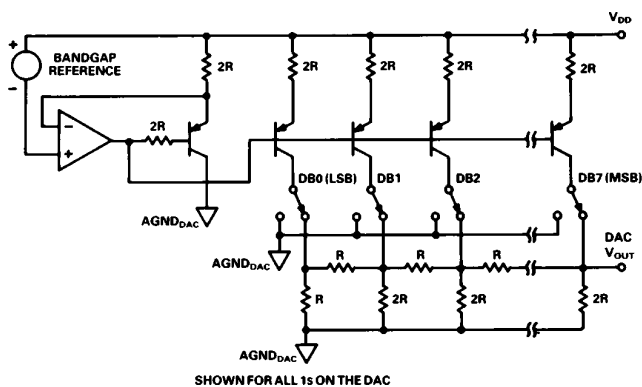 V_DD
+
BANDGAP
REFERENCE
–
2R 2R 2R 2R 2R
–
+
2R
DB0 (LSB) DB1 DB2 DB7 (MSB)
AGND_DAC
AGND_DAC
DAC
V_OUT
R R R
R 2R 2R 2R
AGND_DAC
SHOWN FOR ALL 1s ON THE DAC